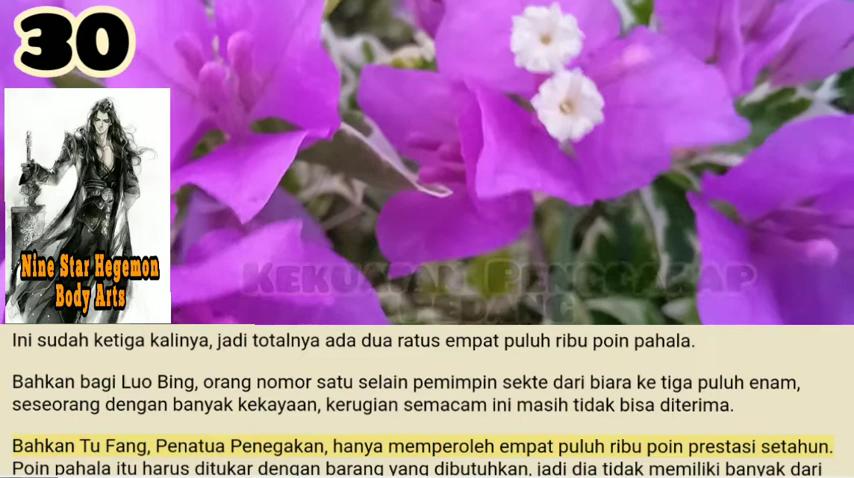 30
Nine Star Hegemon
Body Arts
Ini sudah ketiga kalinya, jadi totalnya ada dua ratus empat puluh ribu poin pahala.
Bahkan bagi Luo Bing, orang nomor satu selain pemimpin sekte dari biara ke tiga puluh enam,
seseorang dengan banyak kekayaan, kerugian semacam ini masih tidak bisa diterima.
Bahkan Tu Fang, Penatua Penegakan, hanya memperoleh empat puluh ribu poin prestasi setahun.
Poin pahala itu harus ditukar dengan barang yang dibutuhkan, jadi dia tidak memiliki banyak dari